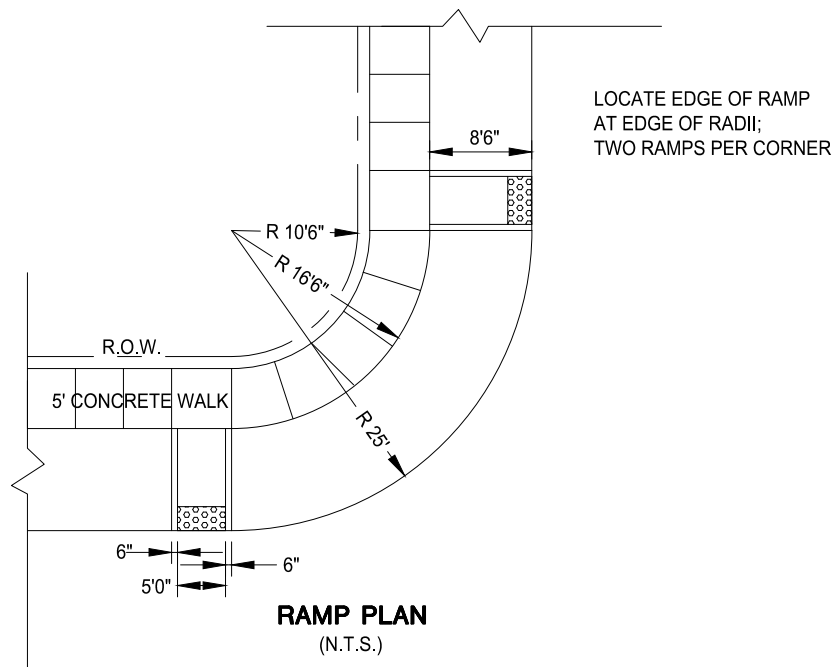 LOCATE EDGE OF RAMP
AT EDGE OF RADII;
TWO RAMPS PER CORNER
8'6"
R 10'6"
R 16'6"
R.O.W.
5' CONCRETE WALK
R 25'
6"
6"
5'0"
RAMP PLAN
(N.T.S.)